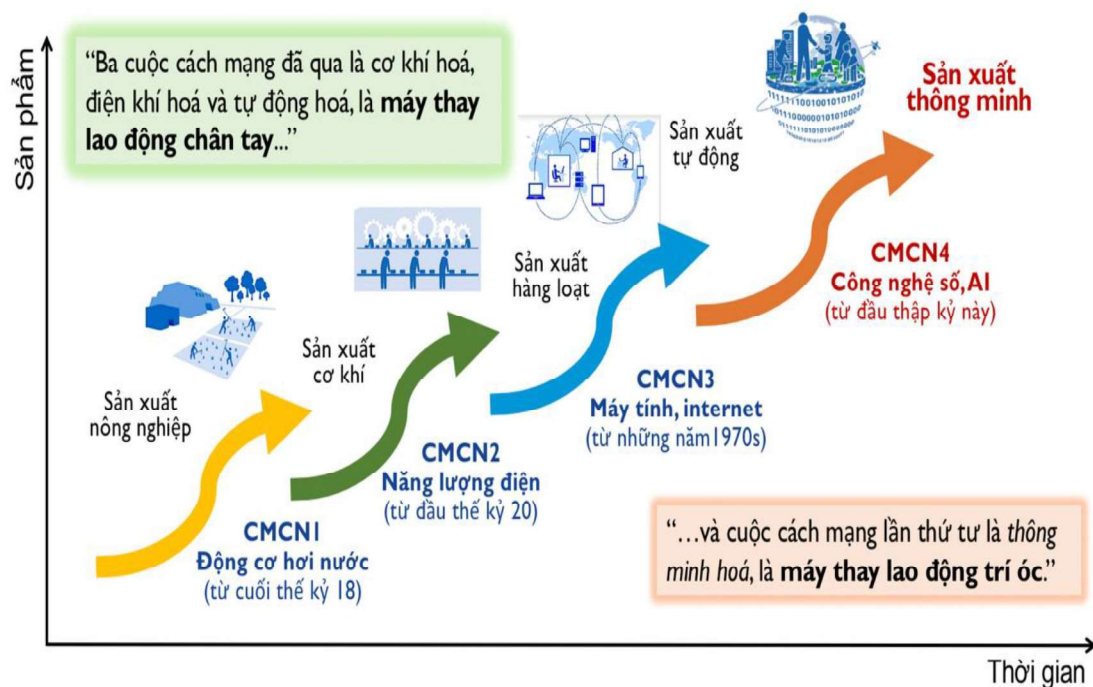 Sản phẩm
“Ba cuộc cách mạng đã qua là cơ khí hoá,
điện khí hoá và tự động hoá, là máy thay
lao động chân tay...”
Sản xuất
nông nghiệp
Sản xuất
cơ khí
Sản xuất
hàng loạt
Sản xuất
tự động
Sản xuất
thông minh
CMCN1
Động cơ hơi nước
(từ cuối thế kỷ 18)
CMCN2
Năng lượng điện
(từ đầu thế kỷ 20)
CMCN3
Máy tính, internet
(từ những năm1970s)
CMCN4
Công nghệ số, AI
(từ đầu thập kỷ này)
“…và cuộc cách mạng lần thứ tư là thông
minh hoá, là máy thay lao động trí óc.”
Thời gian